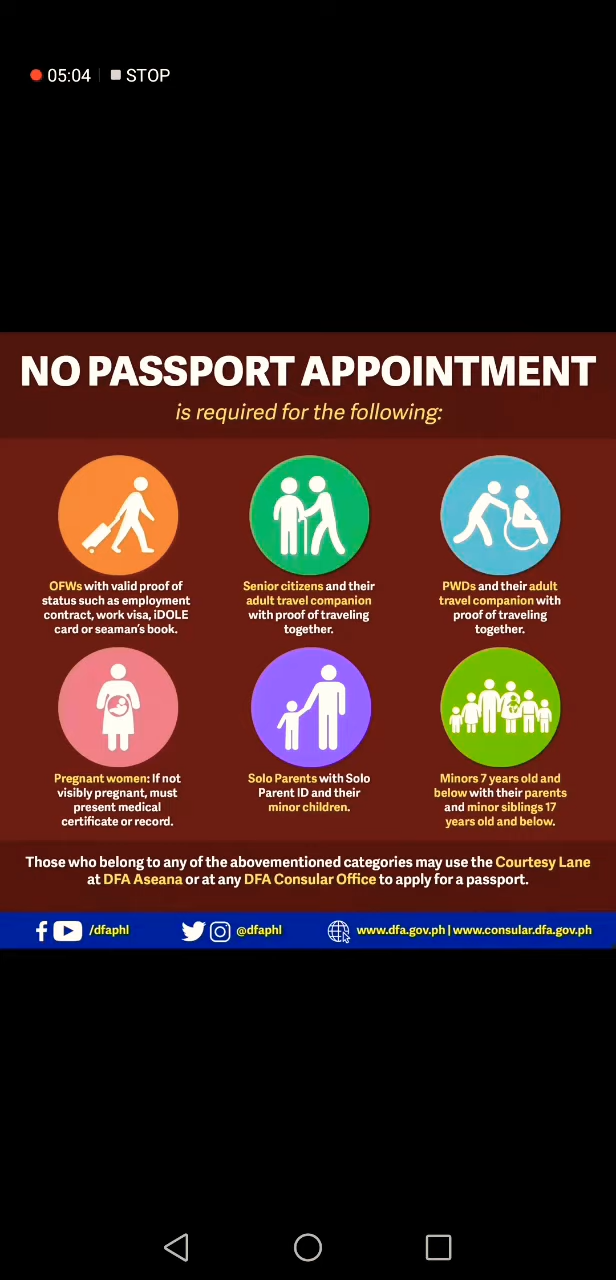 05:04 STOP
NO PASSPORT APPOINTMENT
is required for the following:
OFWs with valid proof of
status such as employment
contract, work visa, iDOLE
card or seaman's book.
Senior citizens and their
adult travel companion
with proof of traveling
together.
PWDs and their adult
travel companion with
proof of traveling
together.
Pregnant women: If not
visibly pregnant, must
present medical
certificate or record.
Solo Parents with Solo
Parent ID and their
minor children.
Minors 7 years old and
below with their parents
and minor siblings 17
years old and below.
Those who belong to any of the abovementioned categories may use the Courtesy Lane
at DFA Aseana or at any DFA Consular Office to apply for a passport.
/dfaphl @dfaphl www.dfa.gov.ph | www.consular.dfa.gov.ph